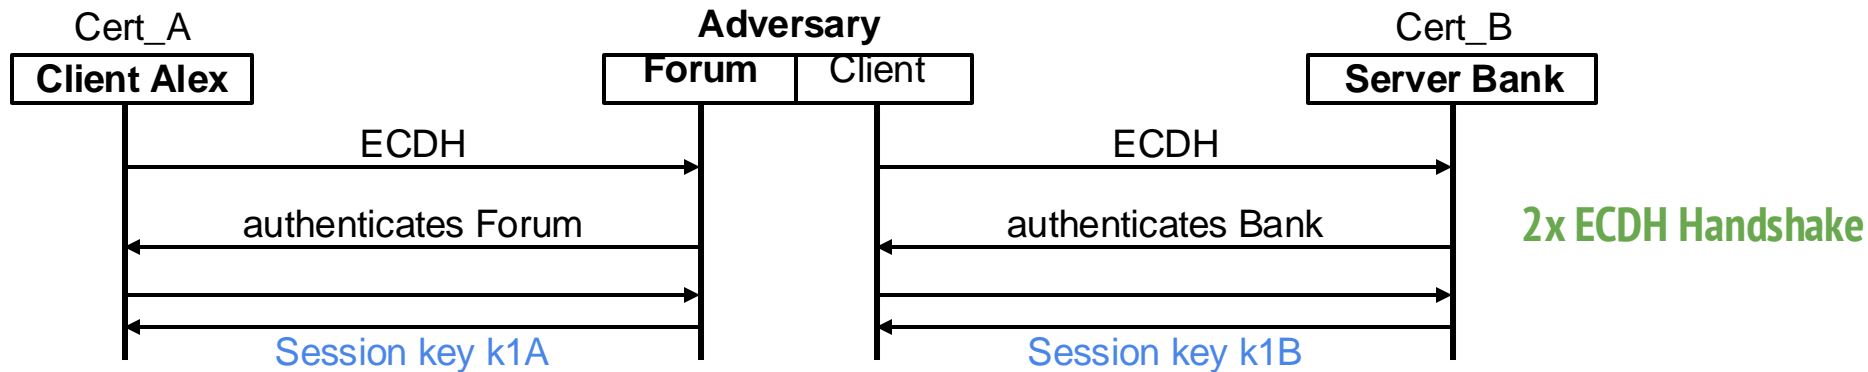 Cert_A
Adversary
Cert_B
Client Alex
Forum
Client
Server Bank
ECDH
ECDH
authenticates Forum
authenticates Bank
2x ECDH Handshake
Session key k1A
Session key k1B